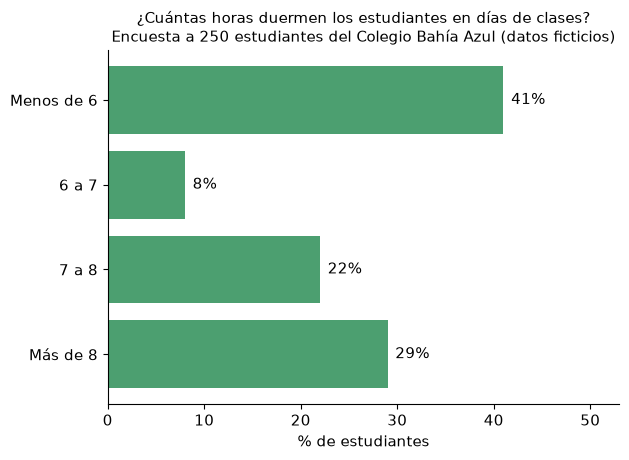 ¿Cuántas horas duermen los estudiantes en días de clases?
Encuesta a 250 estudiantes del Colegio Bahía Azul (datos ficticios)
Menos de 6 41%
6 a 7 8%
7 a 8 22%
Más de 8 29%
0 10 20 30 40 50
% de estudiantes